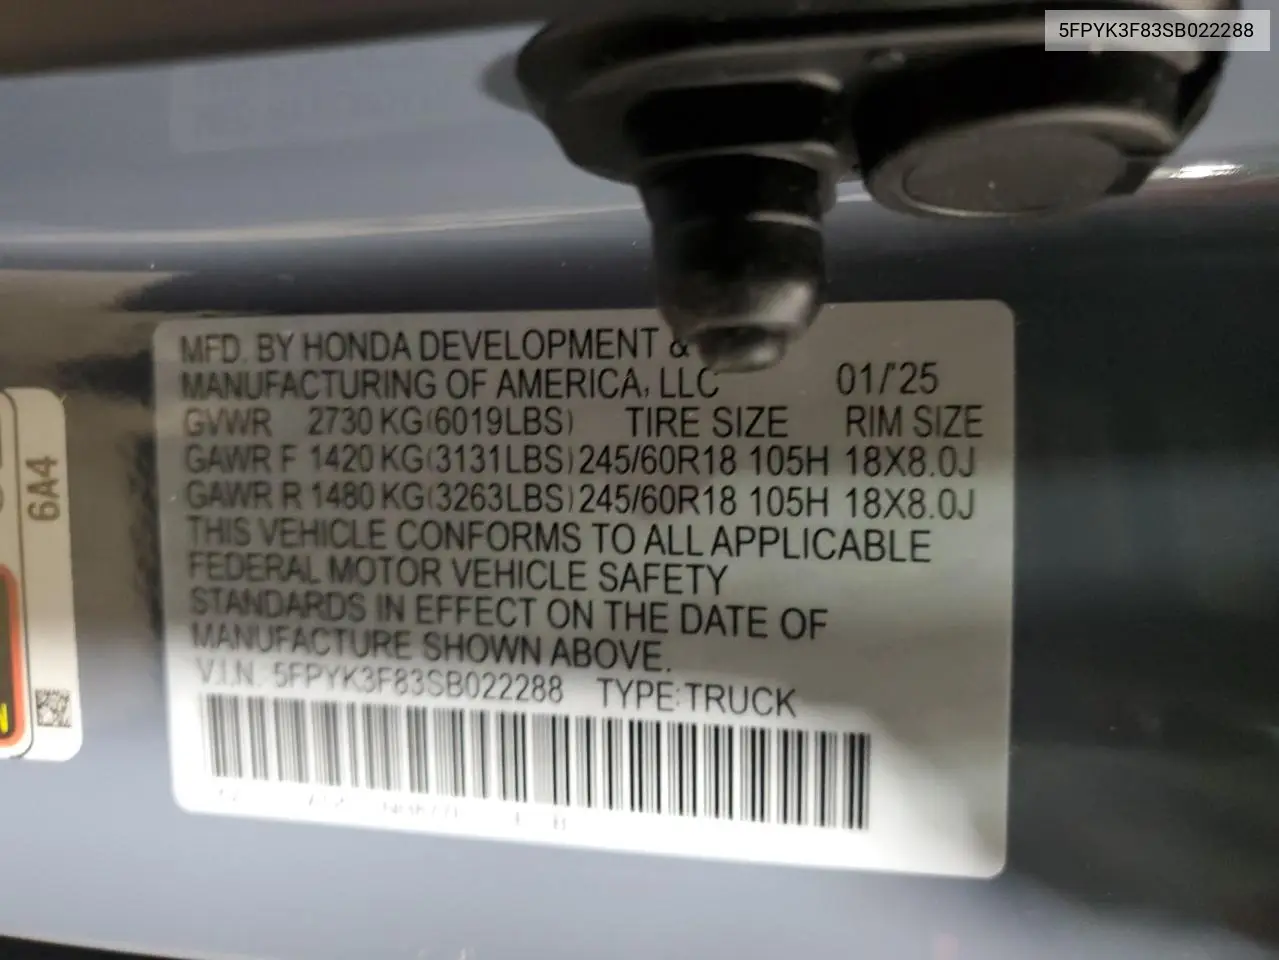 5FPYK3F83SB022288
MFD. BY HONDA DEVELOPMENT &
MANUFACTURING OF AMERICA, LLC 01/'25
GVWR 2730 KG(6019LBS) TIRE SIZE RIM SIZE
GAWR F 1420 KG(3131LBS) 245/60R18 105H 18X8.0J
GAWR R 1480 KG(3263LBS) 245/60R18 105H 18X8.0J
THIS VEHICLE CONFORMS TO ALL APPLICABLE
FEDERAL MOTOR VEHICLE SAFETY
STANDARDS IN EFFECT ON THE DATE OF
MANUFACTURE SHOWN ABOVE.
V.I.N. 5FPYK3F83SB022288 TYPE:TRUCK
6A4